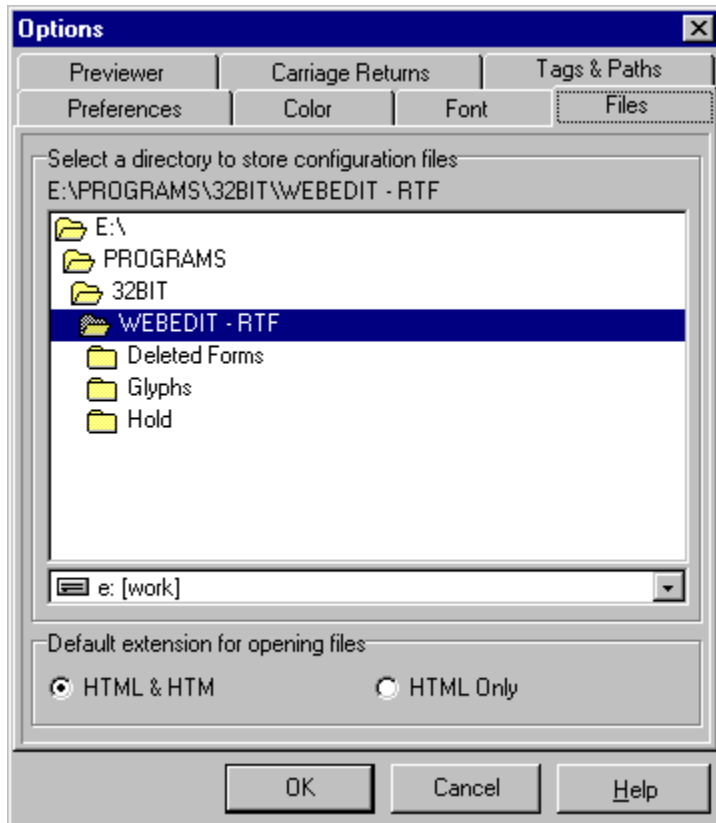 Options
Previewer Carriage Returns Tags & Paths
Preferences Color Font Files
Select a directory to store configuration files
E:\PROGRAMS\32BIT\WEBEDIT - RTF
E:\
PROGRAMS
32BIT
WEBEDIT - RTF
Deleted Forms
Glyphs
Hold
e: [work]
Default extension for opening files
HTML & HTM HTML Only
OK Cancel Help